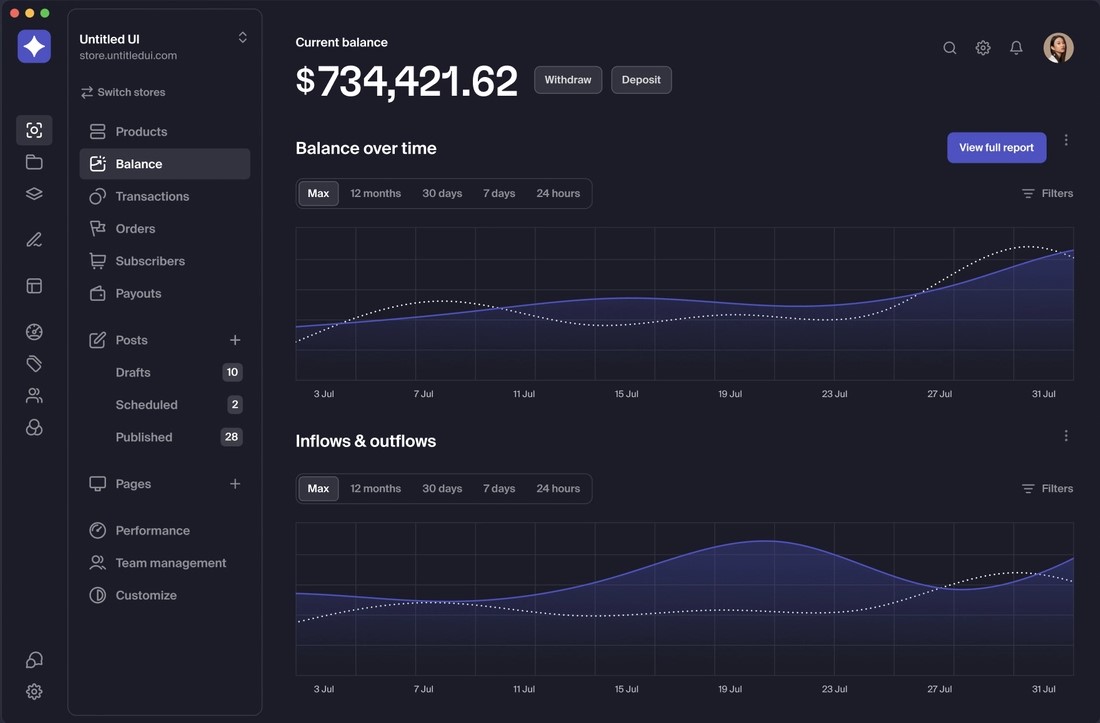 Untitled UI
store.untitledui.com
Switch stores
Products
Balance
Transactions
Orders
Subscribers
Payouts
Posts
Drafts 10
Scheduled 2
Published 28
Pages
Performance
Team management
Customize
Current balance
$734,421.62 Withdraw Deposit
Balance over time View full report
Max 12 months 30 days 7 days 24 hours Filters
3 Jul 7 Jul 11 Jul 15 Jul 19 Jul 23 Jul 27 Jul 31 Jul
Inflows & outflows
Max 12 months 30 days 7 days 24 hours Filters
3 Jul 7 Jul 11 Jul 15 Jul 19 Jul 23 Jul 27 Jul 31 Jul